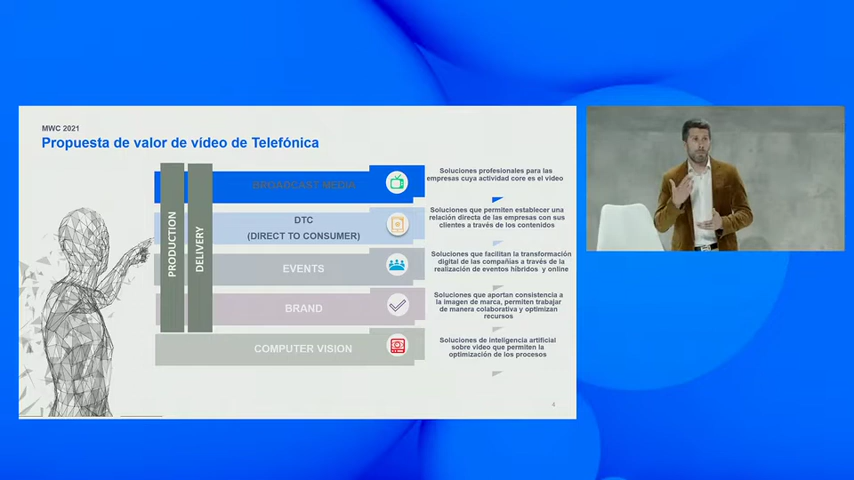 MWC 2021
Propuesta de valor de vídeo de Telefónica
PRODUCTION
DELIVERY
BROADCAST MEDIA
Soluciones profesionales para las
empresas cuya actividad core es el video
DTC
(DIRECT TO CONSUMER)
Soluciones que permiten establecer una
relación directa de las empresas con sus
clientes a través de los contenidos
EVENTS
Soluciones que facilitan la transformación
digital de las compañías a través de la
realización de eventos híbridos y online
BRAND
Soluciones que aportan consistencia a
la imagen de marca, permiten trabajar
de manera colaborativa y optimizan
recursos
COMPUTER VISION
Soluciones de inteligencia artificial
sobre video que permiten la
optimización de los procesos
4